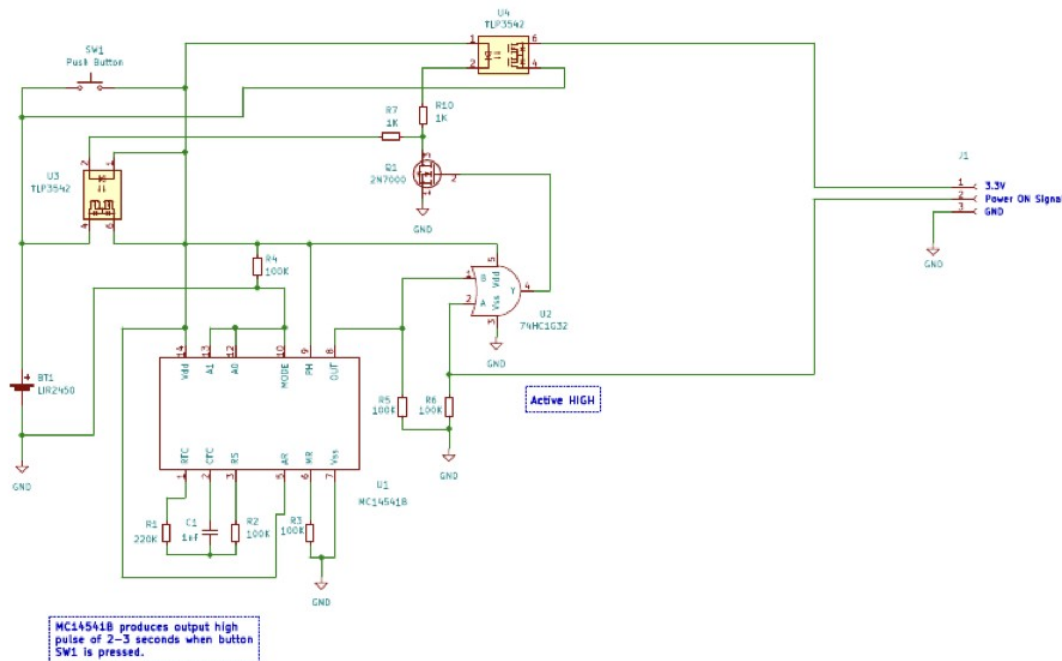 U4
TLP3542
1
2
6
4
SW1
Push Button
R7
1K
R10
1K
U3
TLP3542
2
1
4
6
Q1
2N7000
3
2
1
GND
J1
1
3.3V
2
Power ON Signal
3
GND
GND
R4
100K
1
B
2
A
5
Vdd
Vss
3
Y
4
U2
74HC1G32
GND
14
Vdd
13
A1
12
A0
10
MODE
9
PH
8
OUT
BT1
LIR2450
GND
R5
100K
R6
100K
GND
Active HIGH
RTC
1
CTC
2
RS
3
AR
5
MR
6
Vss
7
U1
MC14541B
R1
220K
C1
1nF
R2
100K
R3
100K
GND
MC14541B produces output high
pulse of 2-3 seconds when button
SW1 is pressed.